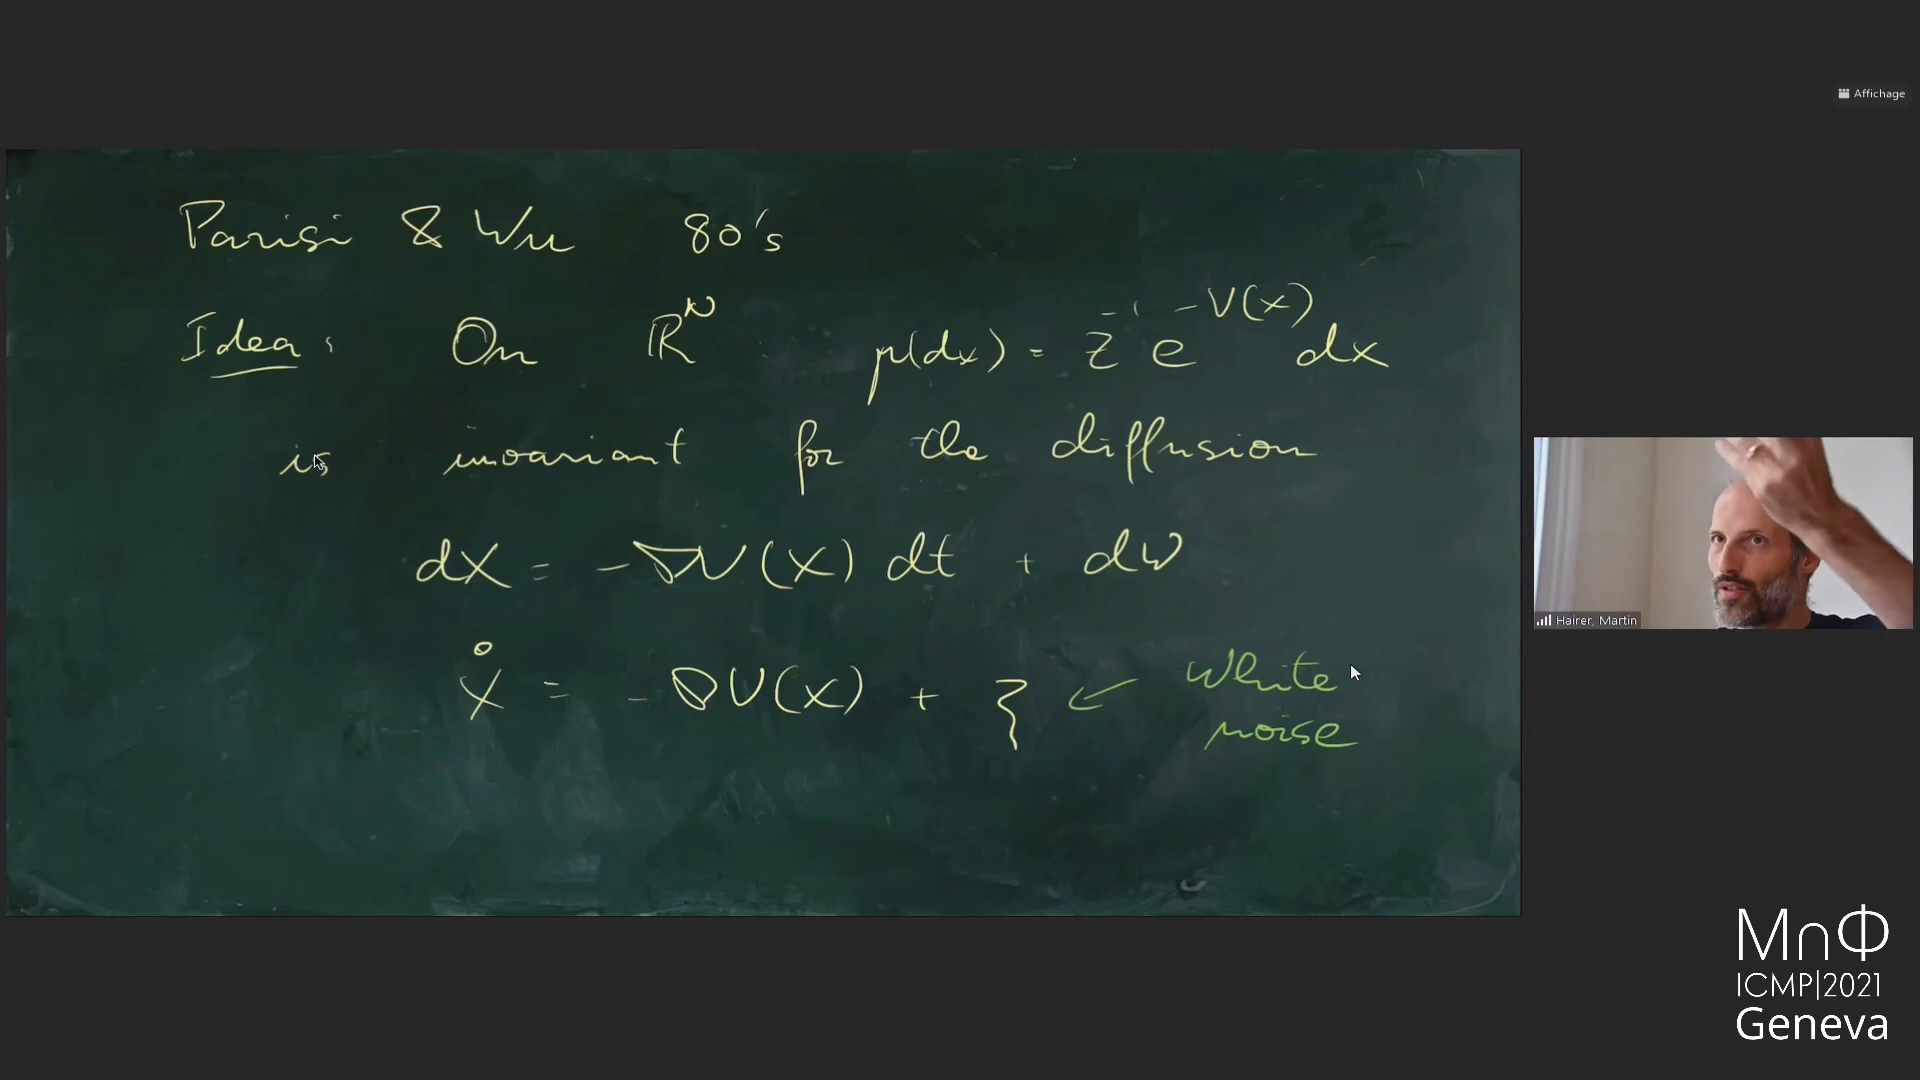 Affichage
Parisi & Wu 80's
Idea: On ℝᴺ μ(dx) = Z⁻¹ e^{-V(x)} dx
is invariant for the diffusion
dX = -∇V(X) dt + dW
Ẋ = -∇V(X) + ξ ← White
noise
Hairer, Martin
M∩Φ
ICMP|2021
Geneva